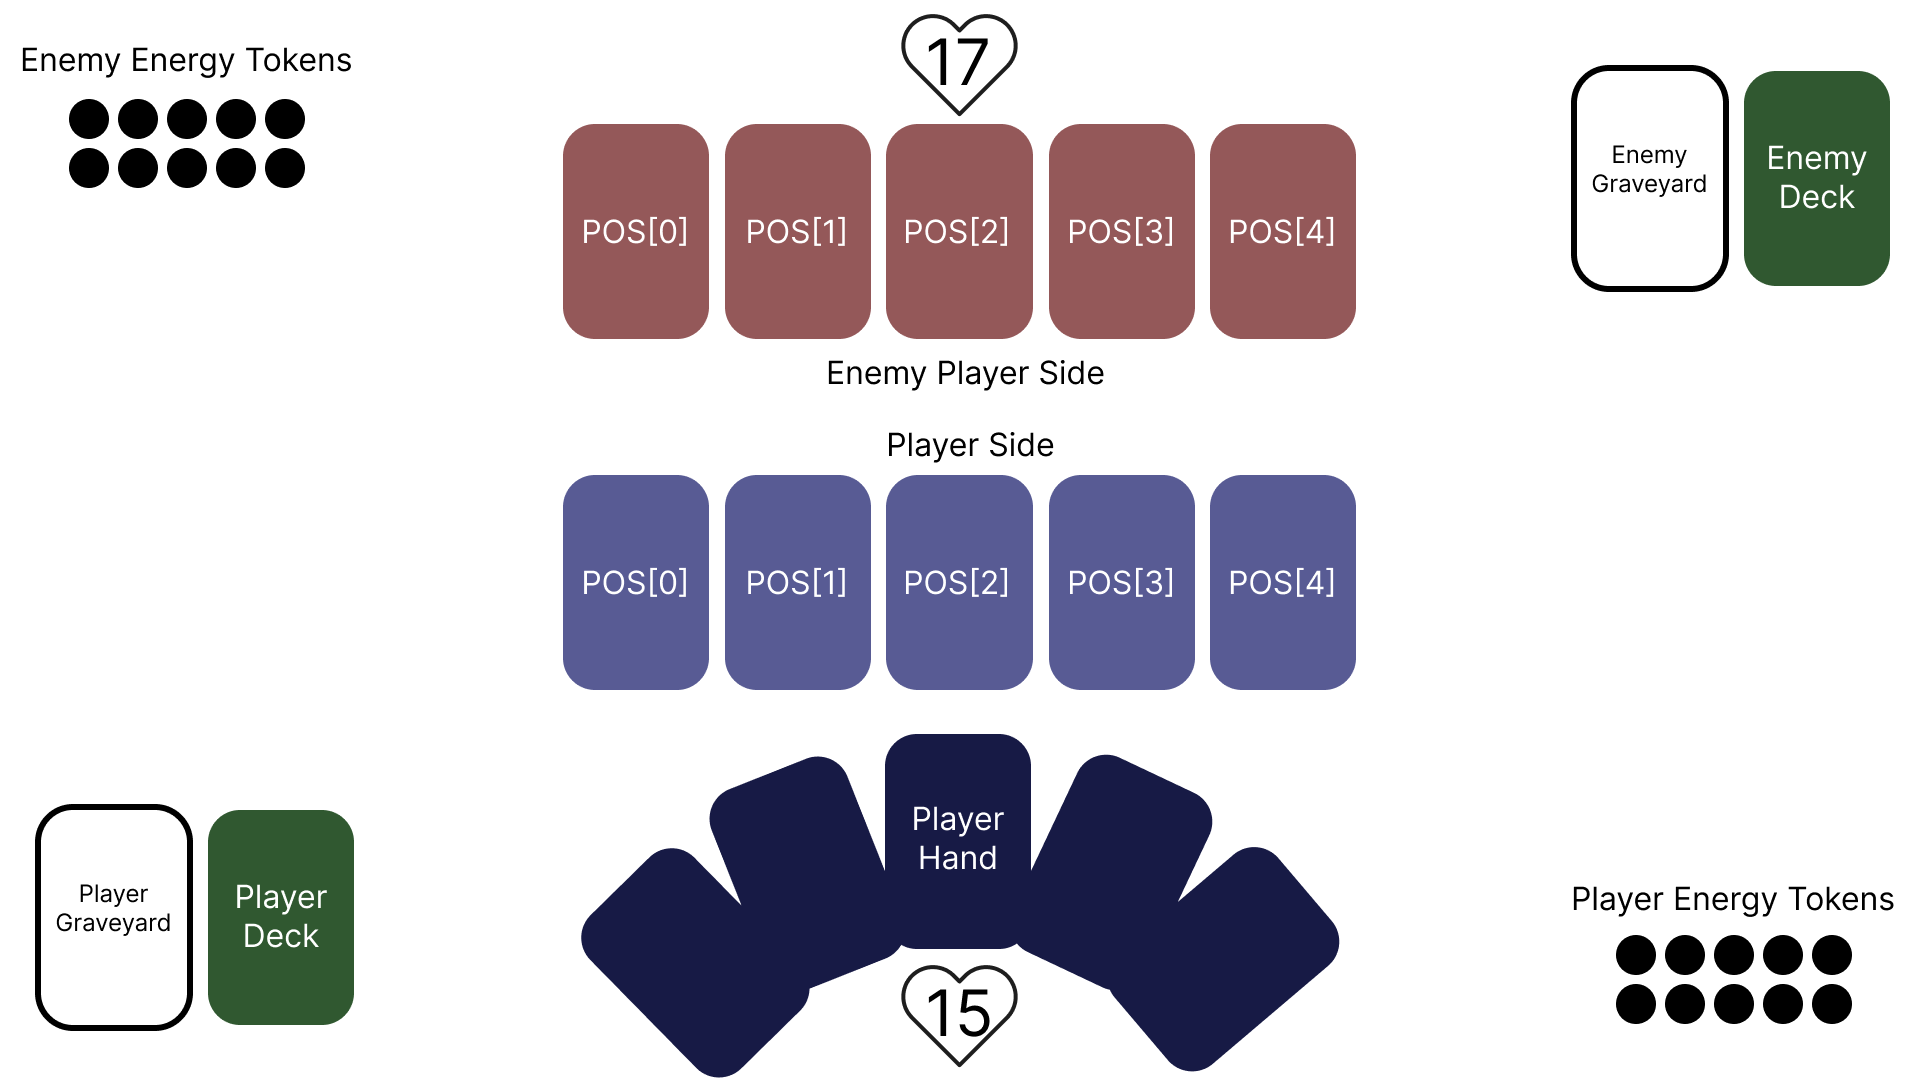 Enemy Energy Tokens
17
Enemy
Graveyard
Enemy
Deck
POS[0]
POS[1]
POS[2]
POS[3]
POS[4]
Enemy Player Side
Player Side
POS[0]
POS[1]
POS[2]
POS[3]
POS[4]
Player
Hand
Player
Graveyard
Player
Deck
Player Energy Tokens
15